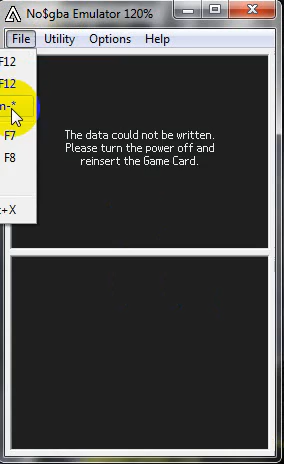 No$gba Emulator 120%
File Utility Options Help
F12
F12
m-*
F7
F8
+X
The data could not be written.
Please turn the power off and
reinsert the Game Card.